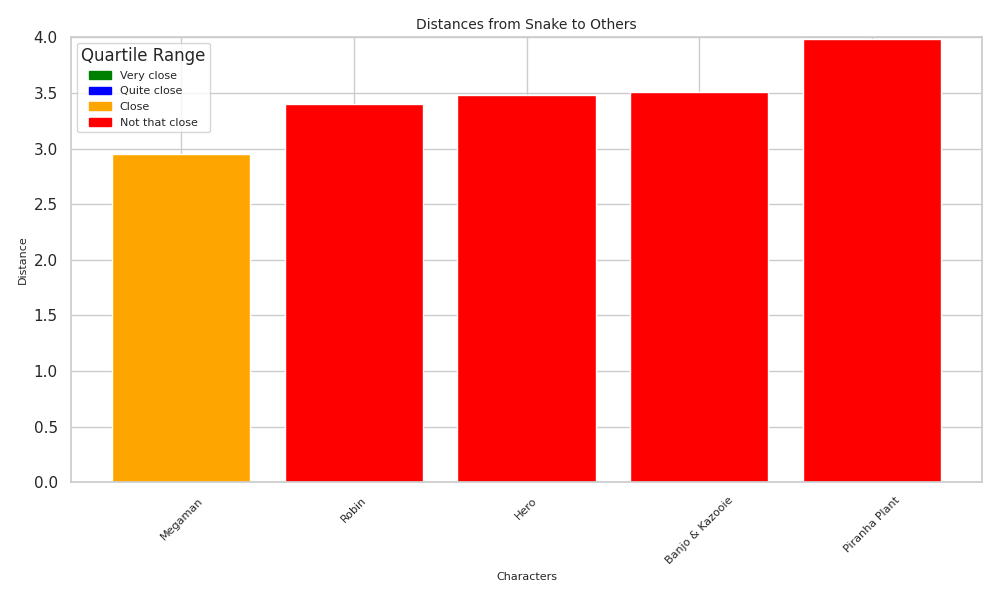 Distances from Snake to Others
Quartile Range
Very close
Quite close
Close
Not that close
4.0
3.5
3.0
2.5
2.0
1.5
1.0
0.5
0.0
Distance
Megaman
Robin
Hero
Banjo & Kazooie
Piranha Plant
Characters